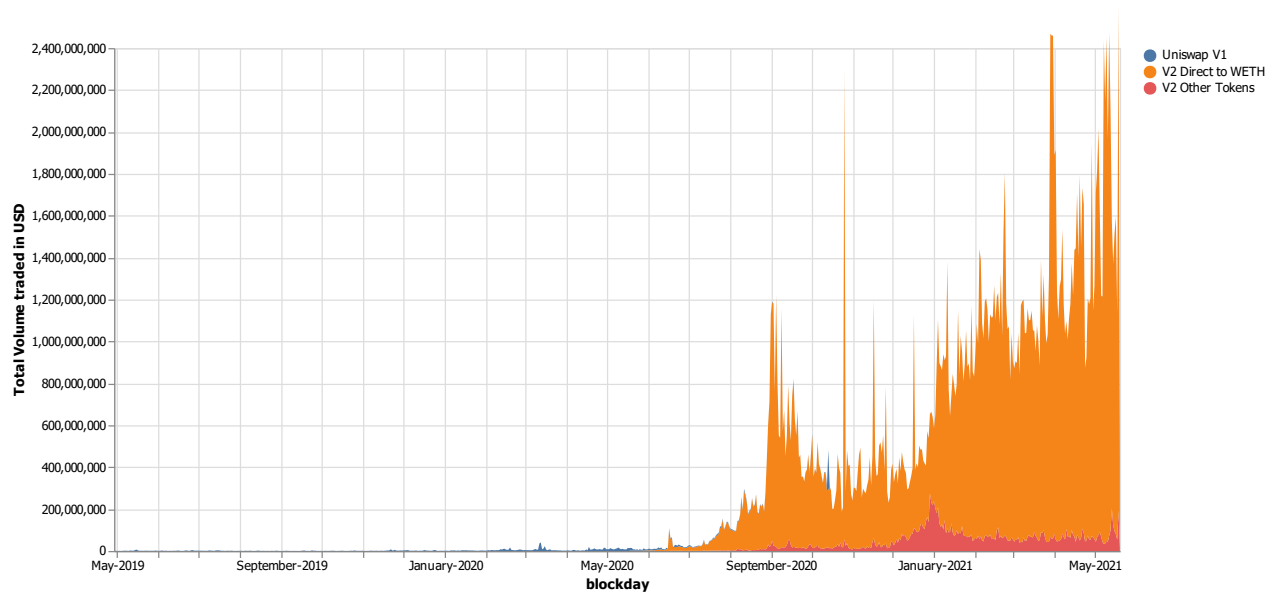 Total Volume traded in USD
2,400,000,000
2,200,000,000
2,000,000,000
1,800,000,000
1,600,000,000
1,400,000,000
1,200,000,000
1,000,000,000
800,000,000
600,000,000
400,000,000
200,000,000
0
May-2019 September-2019 January-2020 May-2020 September-2020 January-2021 May-2021
blockday
Uniswap V1
V2 Direct to WETH
V2 Other Tokens